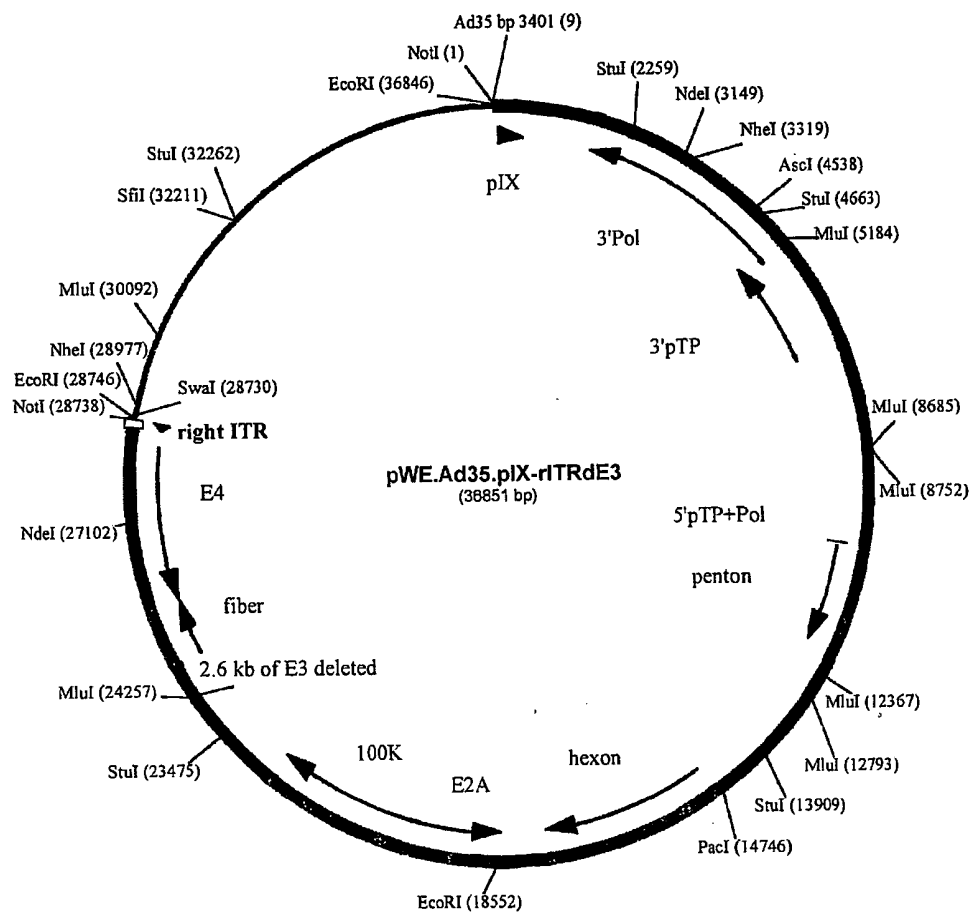 Ad35 bp 3401 (9)
NotI (1)
EcoRI (36846)
StuI (2259)
NdeI (3149)
NheI (3319)
AscI (4538)
StuI (4663)
MluI (5184)
StuI (32262)
SfiI (32211)
pIX
3'Pol
MluI (30092)
3'pTP
NheI (28977)
EcoRI (28746)
SwaI (28730)
NotI (28738)
MluI (8685)
right ITR
pWE.Ad35.pIX-rITRdE3
(36851 bp)
E4
MluI (8752)
5'pTP+Pol
NdeI (27102)
penton
fiber
2.6 kb of E3 deleted
MluI (24257)
MluI (12367)
100K
hexon
StuI (23475)
E2A
MluI (12793)
StuI (13909)
PacI (14746)
EcoRI (18552)